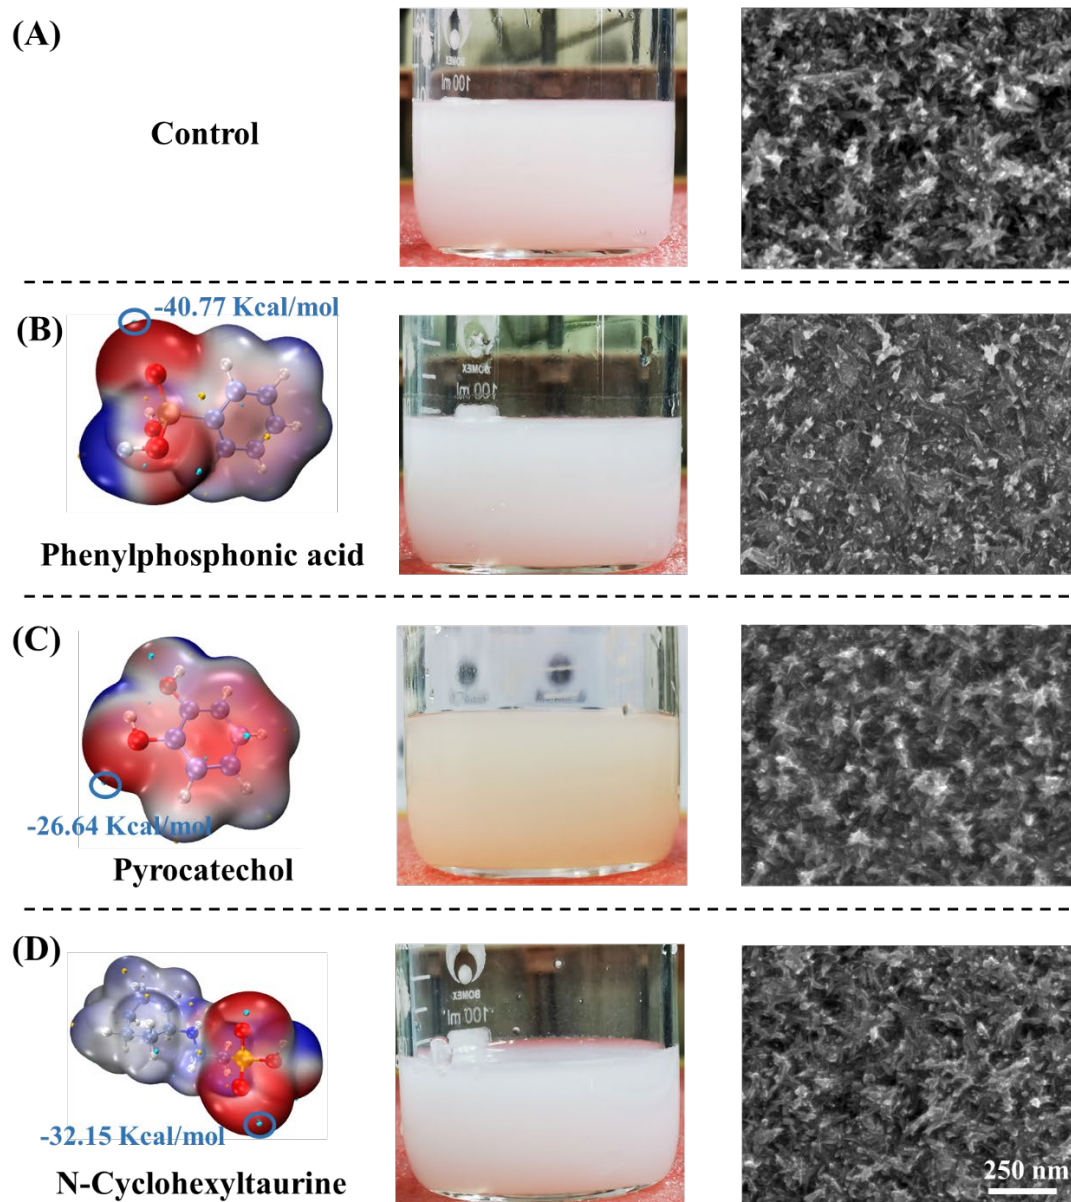 (A)
Control
BOMEX
100 ml
(B)
-40.77 Kcal/mol
BOMEX
100 ml
Phenylphosphonic acid
(C)
-26.64 Kcal/mol
Pyrocatechol
(D)
BOMEX
100 ml
-32.15 Kcal/mol
N-Cyclohexyltaurine
250 nm